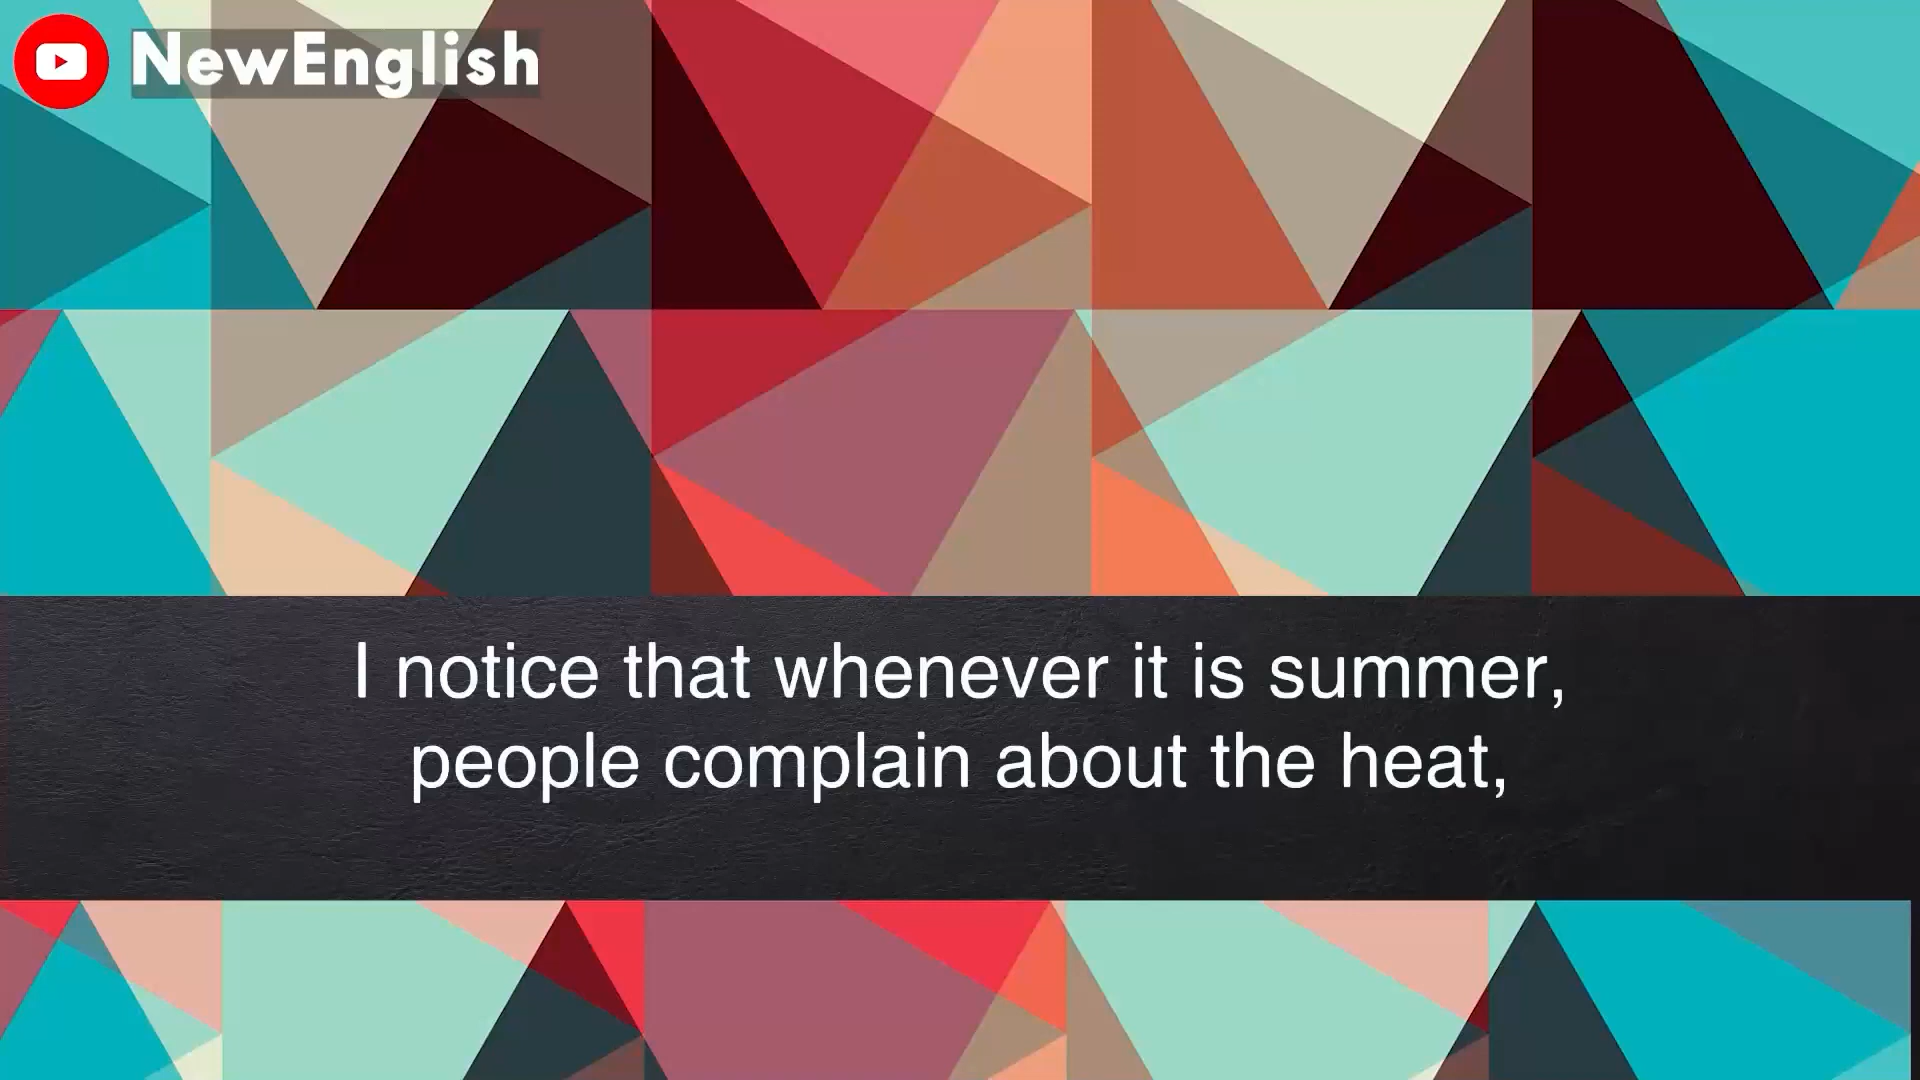 NewEnglish
I notice that whenever it is summer,
people complain about the heat,